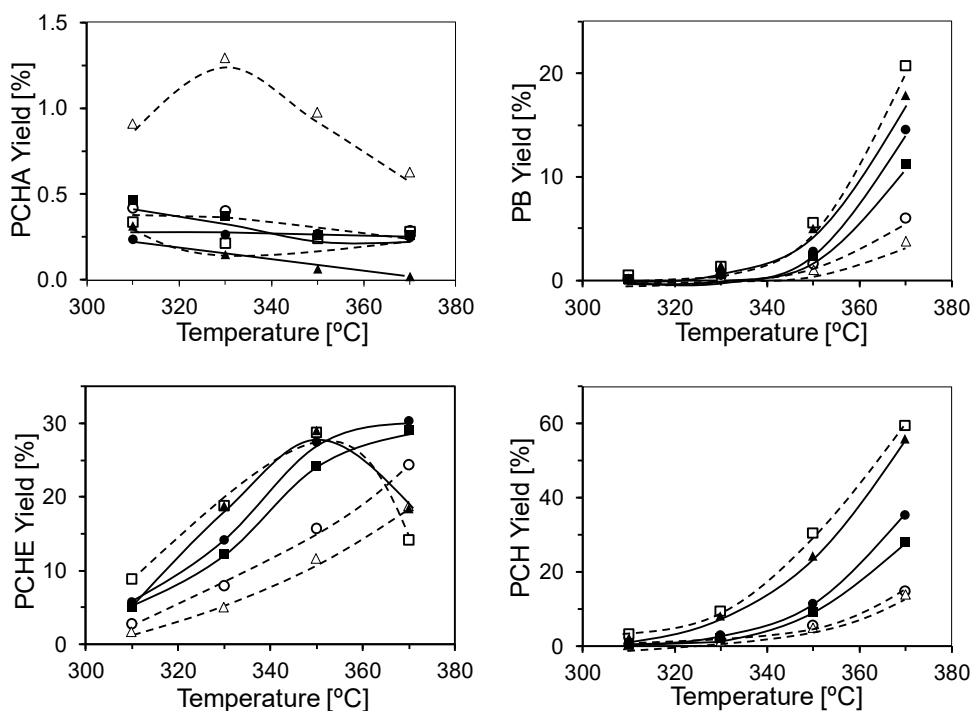 PCHA Yield [%]
1.5
1.0
0.5
0.0
300 320 340 360 380
Temperature [ºC]
PB Yield [%]
20
10
0
300 320 340 360 380
Temperature [ºC]
PCHE Yield [%]
30
20
10
0
300 320 340 360 380
Temperature [ºC]
PCH Yield [%]
60
40
20
0
300 320 340 360 380
Temperature [ºC]